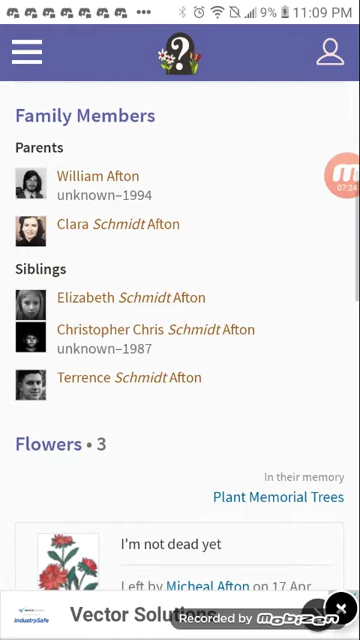 9% 11:09 PM
?
Family Members
Parents
William Afton
unknown–1994
Clara Schmidt Afton
07:24
Siblings
Elizabeth Schmidt Afton
Christopher Chris Schmidt Afton
unknown–1987
Terrence Schmidt Afton
Flowers • 3
In their memory
Plant Memorial Trees
I'm not dead yet
Left by Micheal Afton on 17 Apr
IndustrySafe
Vector Solutions
Recorded by
Mobizen